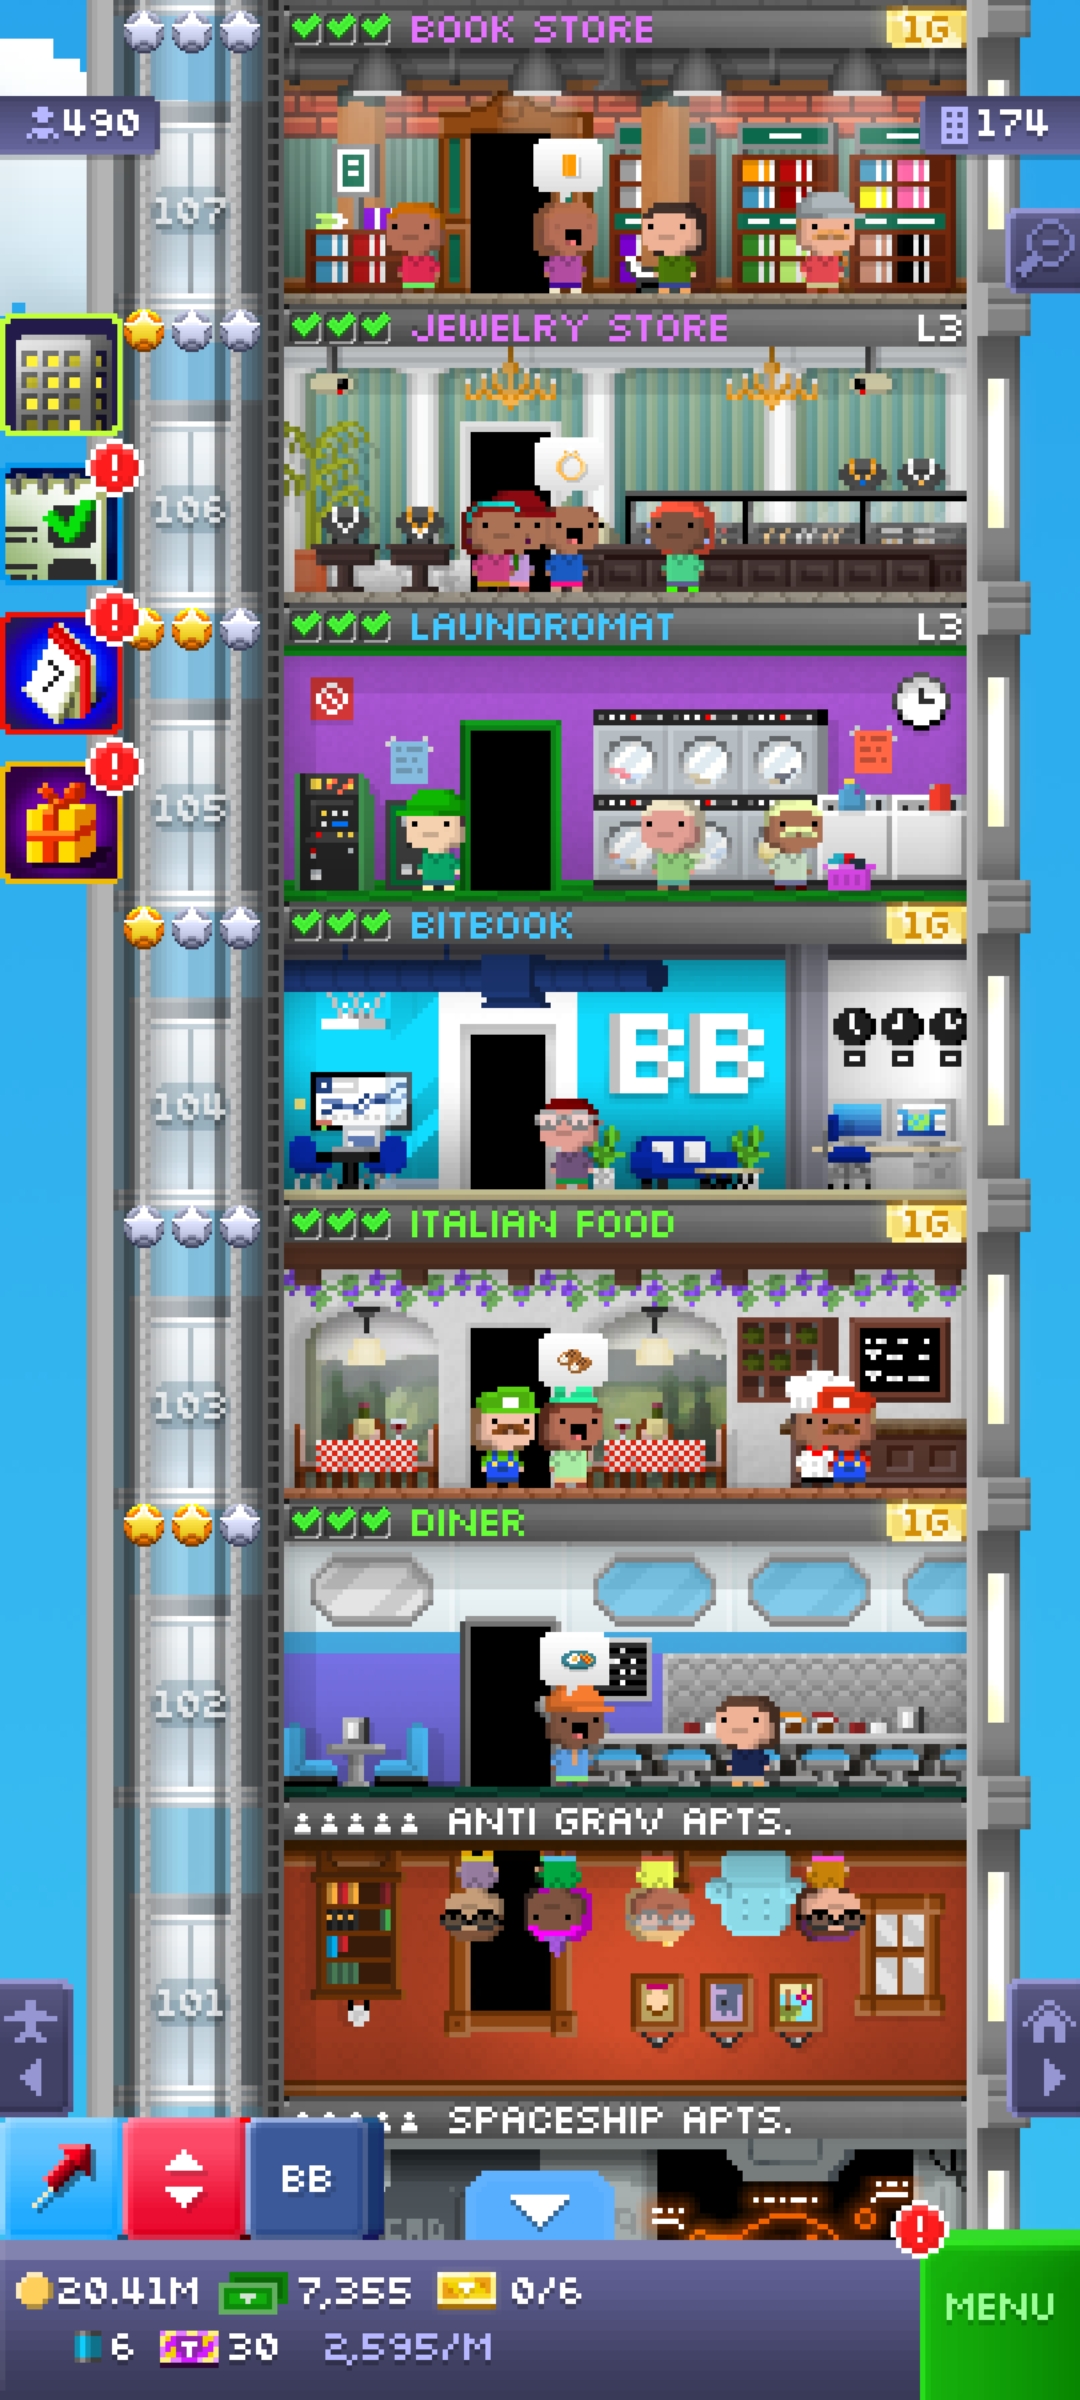 BOOK STORE 1G
490
174
107
JEWELRY STORE L3
106
LAUNDROMAT L3
105
BITBOOK 1G
BB
104
ITALIAN FOOD 1G
103
DINER 1G
102
ANTI GRAV APTS.
101
SPACESHIP APTS.
BB
20.41M 7,355 0/6
MENU
6 T 30 2,595/M